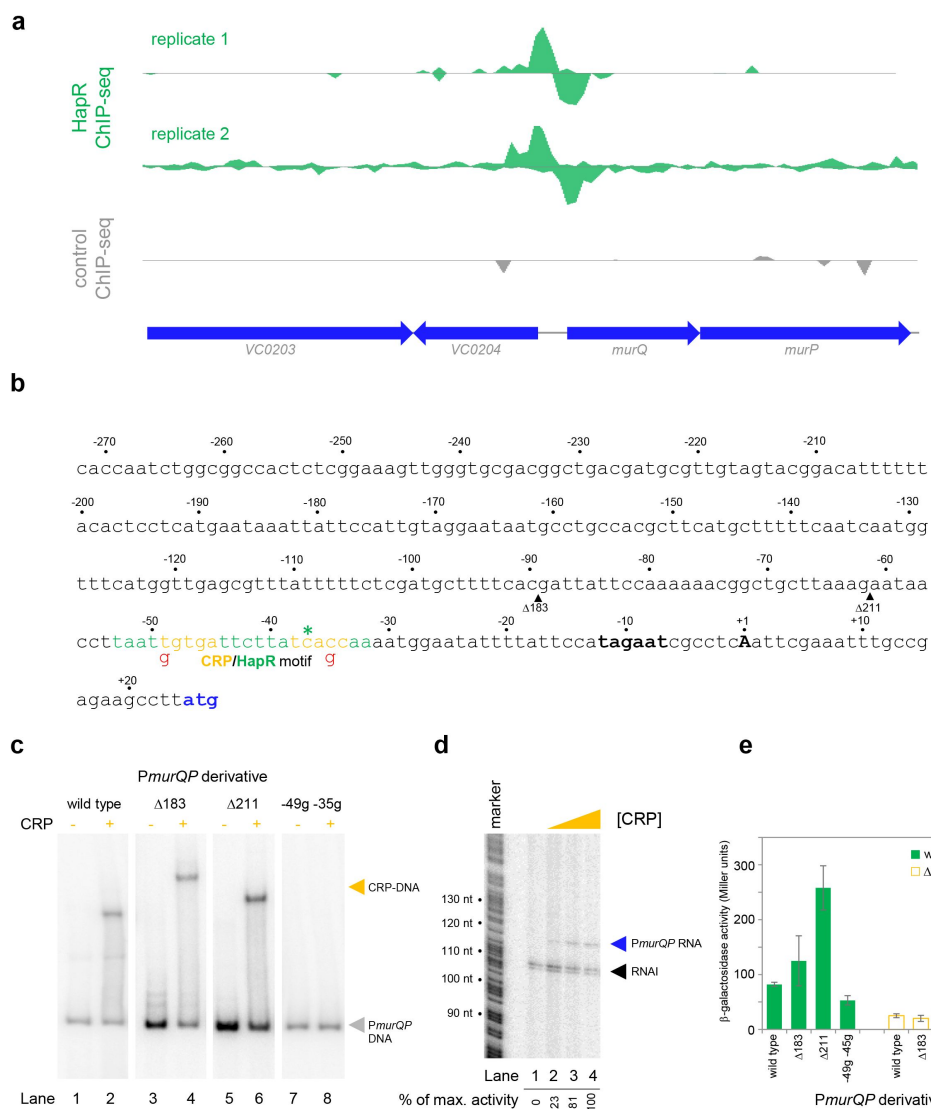 a
HapR
ChIP-seq
replicate 1
replicate 2
control
ChIP-seq
VC0203 VC0204 murQ murP
b
-270 -260 -250 -240 -230 -220 -210
caccaatctggcggccactctcggaaagttgggtgcgacggctgacgatgcgttgtagtacggacatttttt
-200 -190 -180 -170 -160 -150 -140 -130
acactcctcatgaataaattattccattgtaggaataatgcctgccacgcttcatgctttttcaatcaatgg
-120 -110 -100 -90 -80 -70 -60
tttcatggttgagcgtttatttttctcgatgcttttcacgattattccaaaaaacggctgcttaaagaataa
Δ183 Δ211
-50 -40 * -30 -20 -10 +1 +10
ccttaattgtgattcttatcaccaaaatggaatattttattccatagaatcgcctcAattcgaaatttgccg
g CRP/HapR motif g
+20
agaagccttatg
c
PmurQP derivative
wild type Δ183 Δ211 -49g -35g
CRP - + - + - + - +
CRP-DNA
PmurQP
DNA
Lane 1 2 3 4 5 6 7 8
d
marker
[CRP]
130 nt
120 nt
110 nt
100 nt
90 nt
PmurQP RNA
RNAI
Lane 1 2 3 4
% of max. activity 0 23 81 100
e
β-galactosidase activity (Miller units)
300
200
100
0
w
Δ
wild type Δ183 Δ211 -49g -45g wild type Δ183
PmurQP derivativ